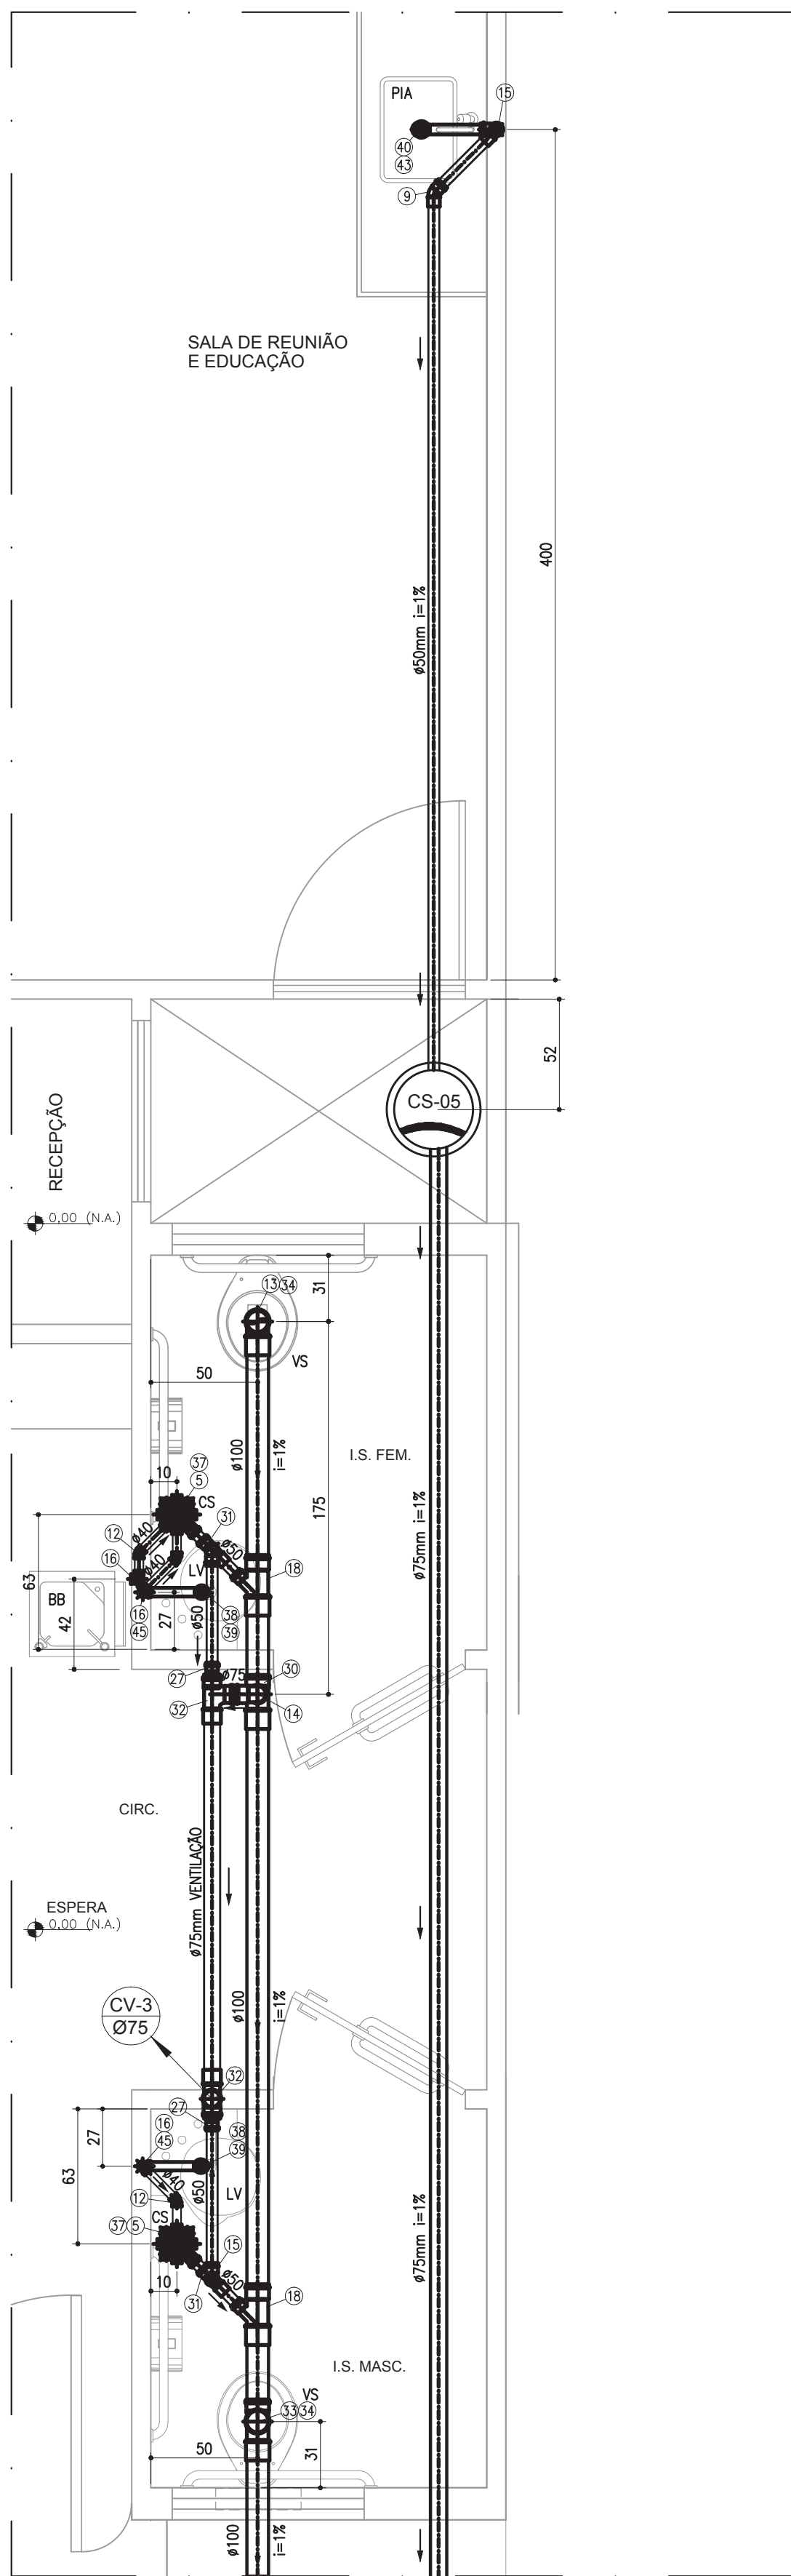 PIA
15
40
43
9
SALA DE REUNIÃO
E EDUCAÇÃO
400
ø50mm i=1%
52
CS-05
RECEPÇÃO
0,00 (N.A.)
31
13 34
VS
50
I.S. FEM.
ø100
i=1%
37
10
5
CS
175
31
12
ø40
ø50
18
16
ø40
LV
ø75mm i=1%
63
BB
42
16
45
27
ø50
38
39
30
27
ø75
32
14
CIRC.
ø75mm VENTILAÇÃO
ESPERA
0,00 (N.A.)
CV-3
Ø75
ø100
i=1%
32
27
16
45
38
39
27
63
ø40
12
ø50
LV
CS
37 5
15
ø50
10
31
18
ø75mm i=1%
I.S. MASC.
VS
33 34
50
31
ø100
i=1%